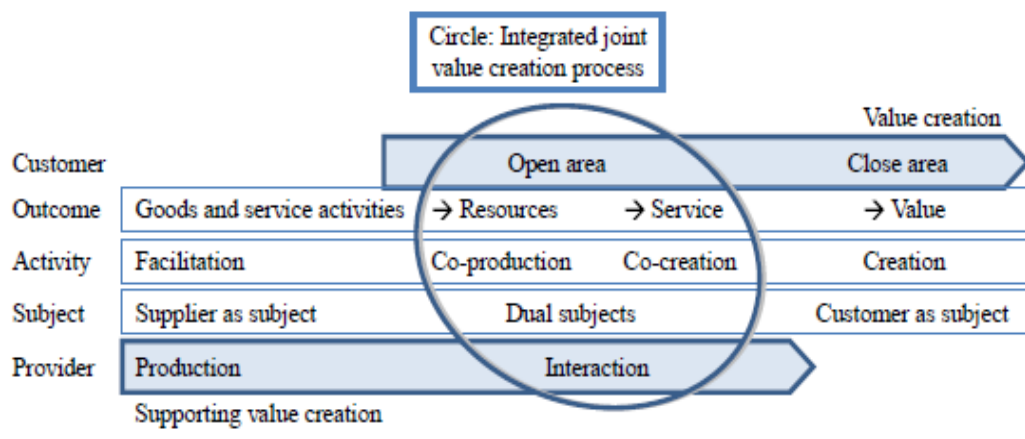 Circle: Integrated joint
value creation process
Value creation
Customer Open area Close area
Outcome Goods and service activities → Resources → Service → Value
Activity Facilitation Co-production Co-creation Creation
Subject Supplier as subject Dual subjects Customer as subject
Provider Production Interaction
Supporting value creation